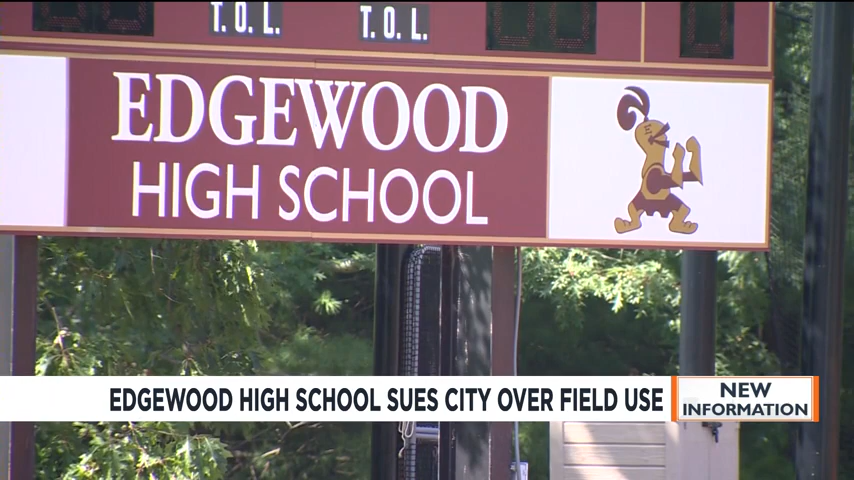 T.O.L. T.O.L.
EDGEWOOD
HIGH SCHOOL
EDGEWOOD HIGH SCHOOL SUES CITY OVER FIELD USE
NEW
INFORMATION